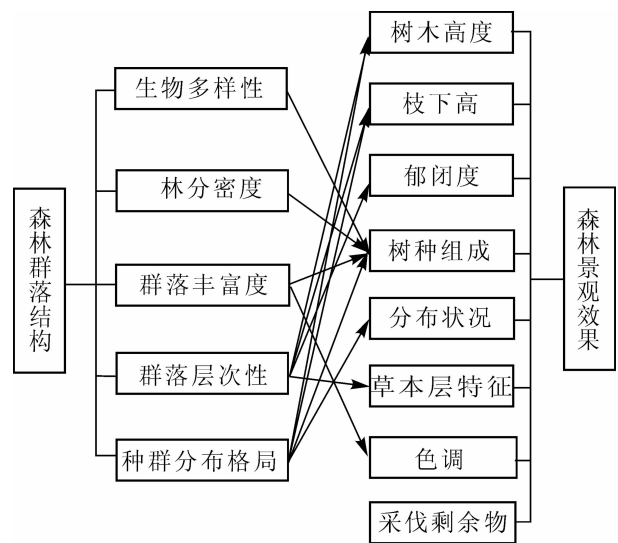 森林群落结构
生物多样性
林分密度
群落丰富度
群落层次性
种群分布格局
树木高度
枝下高
郁闭度
树种组成
分布状况
草本层特征
色调
采伐剩余物
森林景观效果